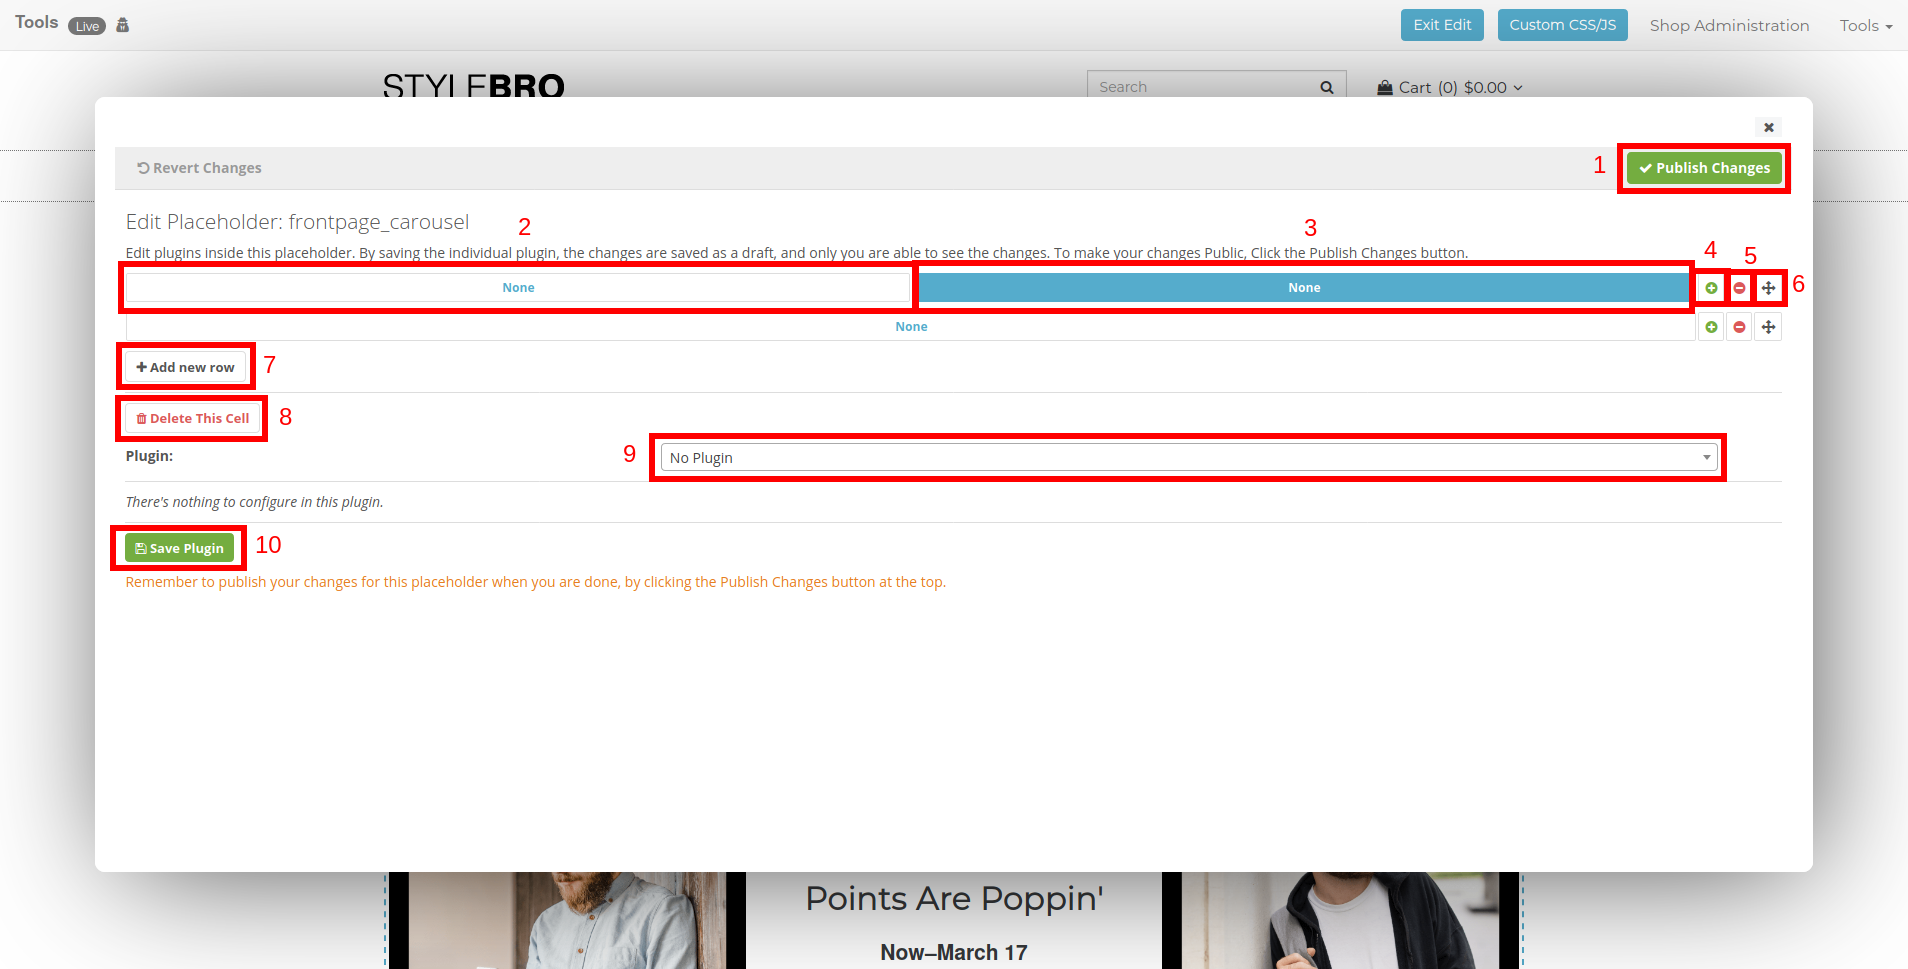 Tools Live
Exit Edit Custom CSS/JS Shop Administration Tools
STYLEBRO
Search
Cart (0) $0.00
Revert Changes
1
Publish Changes
Edit Placeholder: frontpage_carousel
2 3
Edit plugins inside this placeholder. By saving the individual plugin, the changes are saved as a draft, and only you are able to see the changes. To make your changes Public, Click the Publish Changes button.
4 5
None None
6
None
Add new row 7
Delete This Cell 8
Plugin: 9 No Plugin
There's nothing to configure in this plugin.
Save Plugin 10
Remember to publish your changes for this placeholder when you are done, by clicking the Publish Changes button at the top.
Points Are Poppin'
Now–March 17